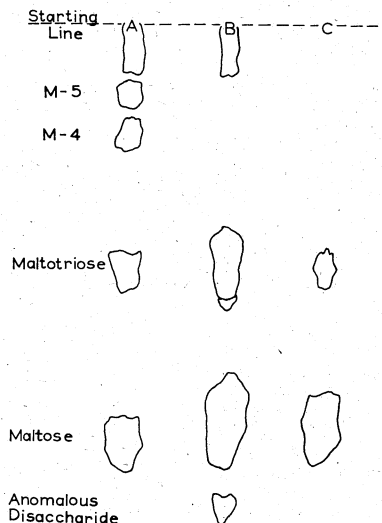 Starting
Line
A B C
M-5
M-4
Maltotriose
Maltose
Anomalous
Disaccharide